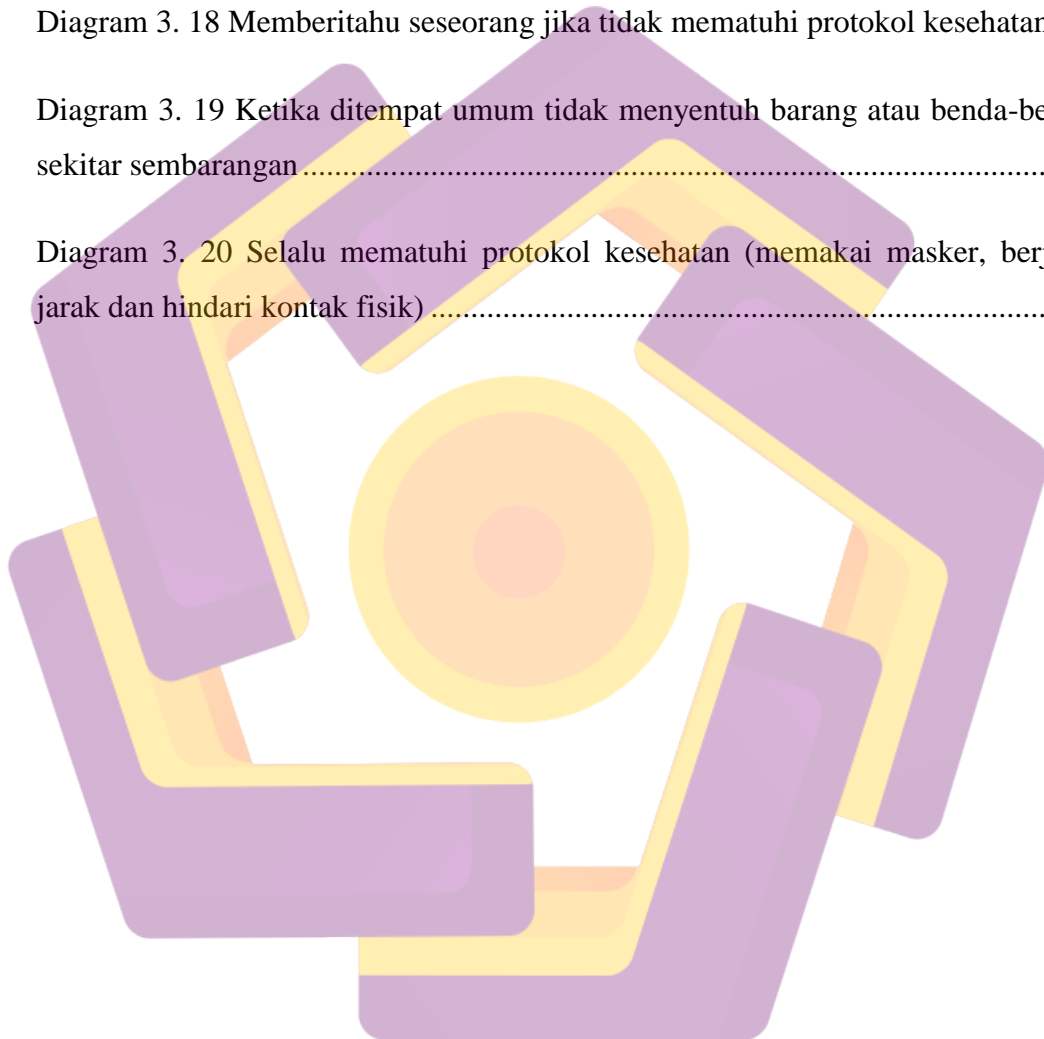 Diagram 3. 18 Memberitahu seseorang jika tidak mematuhi protokol kesehatan
Diagram 3. 19 Ketika ditempat umum tidak menyentuh barang atau benda-be
sekitar sembarangan ............................................................................................
Diagram 3. 20 Selalu mematuhi protokol kesehatan (memakai masker, berj
jarak dan hindari kontak fisik) ............................................................................